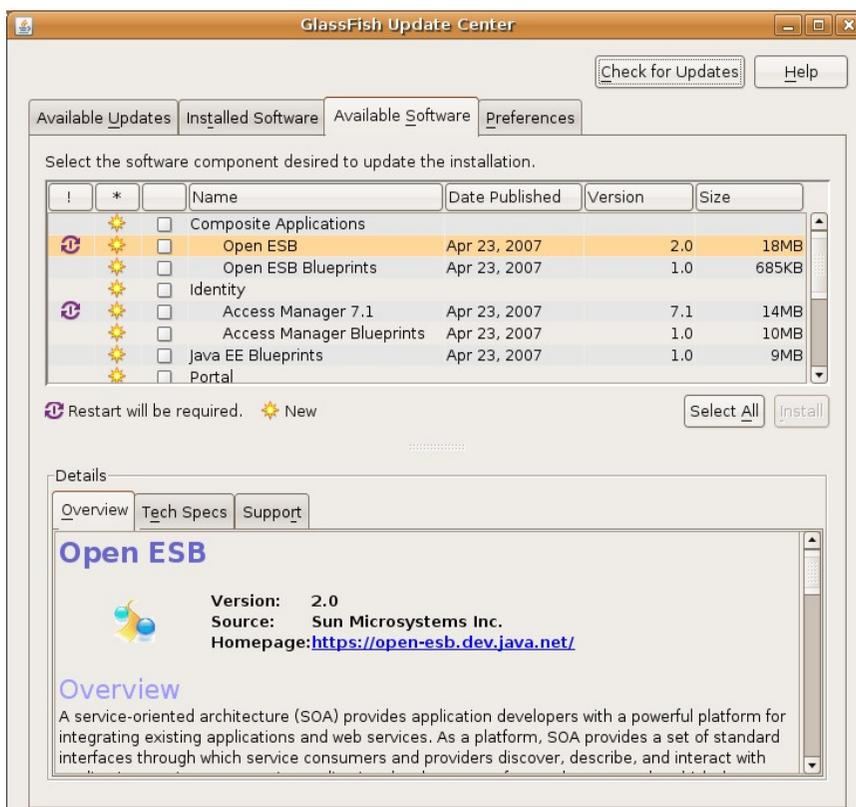 GlassFish Update Center
Check for Updates Help
Available Updates Installed Software Available Software Preferences
Select the software component desired to update the installation.
! * Name Date Published Version Size
Composite Applications
Open ESB Apr 23, 2007 2.0 18MB
Open ESB Blueprints Apr 23, 2007 1.0 685KB
Identity
Access Manager 7.1 Apr 23, 2007 7.1 14MB
Access Manager Blueprints Apr 23, 2007 1.0 10MB
Java EE Blueprints Apr 23, 2007 1.0 9MB
Portal
Restart will be required. New Select All Install
Details
Overview Tech Specs Support
Open ESB
Version: 2.0
Source: Sun Microsystems Inc.
Homepage:https://open-esb.dev.java.net/
Overview
A service-oriented architecture (SOA) provides application developers with a powerful platform for
integrating existing applications and web services. As a platform, SOA provides a set of standard
interfaces through which service consumers and providers discover, describe, and interact with